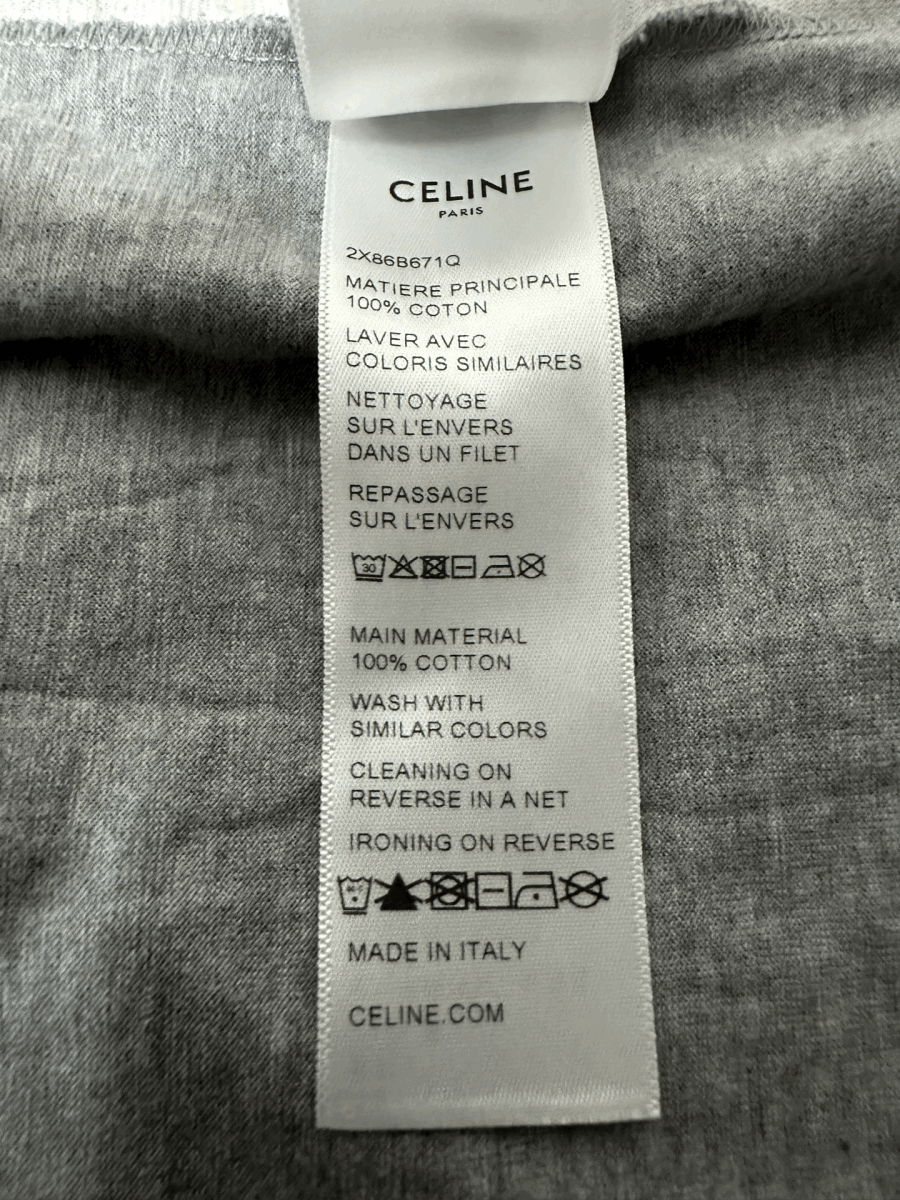 CELINE
PARIS
2X86B671Q
MATIERE PRINCIPALE
100% COTON
LAVER AVEC
COLORIS SIMILAIRES
NETTOYAGE
SUR L'ENVERS
DANS UN FILET
REPASSAGE
SUR L'ENVERS
30
MAIN MATERIAL
100% COTTON
WASH WITH
SIMILAR COLORS
CLEANING ON
REVERSE IN A NET
IRONING ON REVERSE
MADE IN ITALY
CELINE.COM